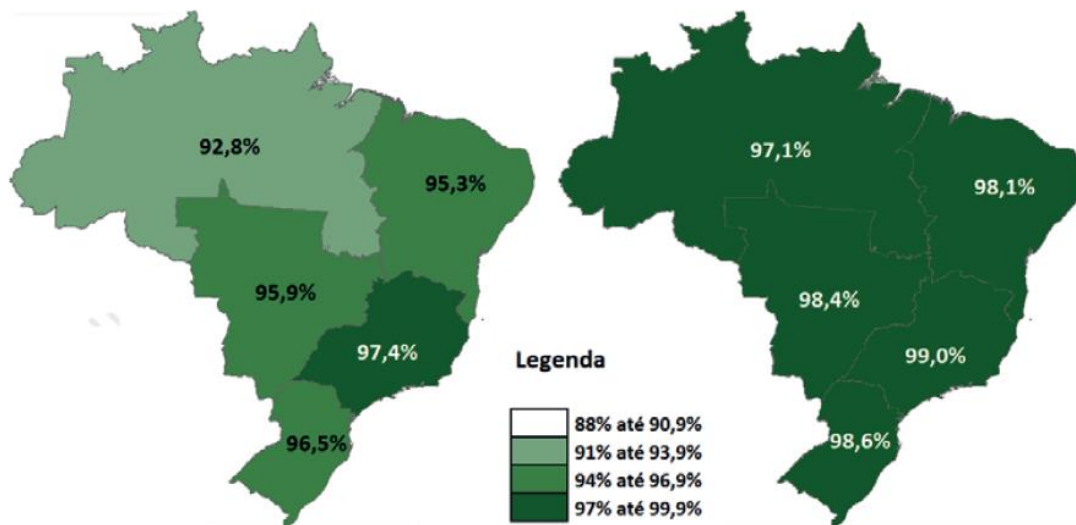 92,8%
95,3%
95,9%
97,4%
96,5%
Legenda
88% até 90,9%
91% até 93,9%
94% até 96,9%
97% até 99,9%
97,1%
98,1%
98,4%
99,0%
98,6%